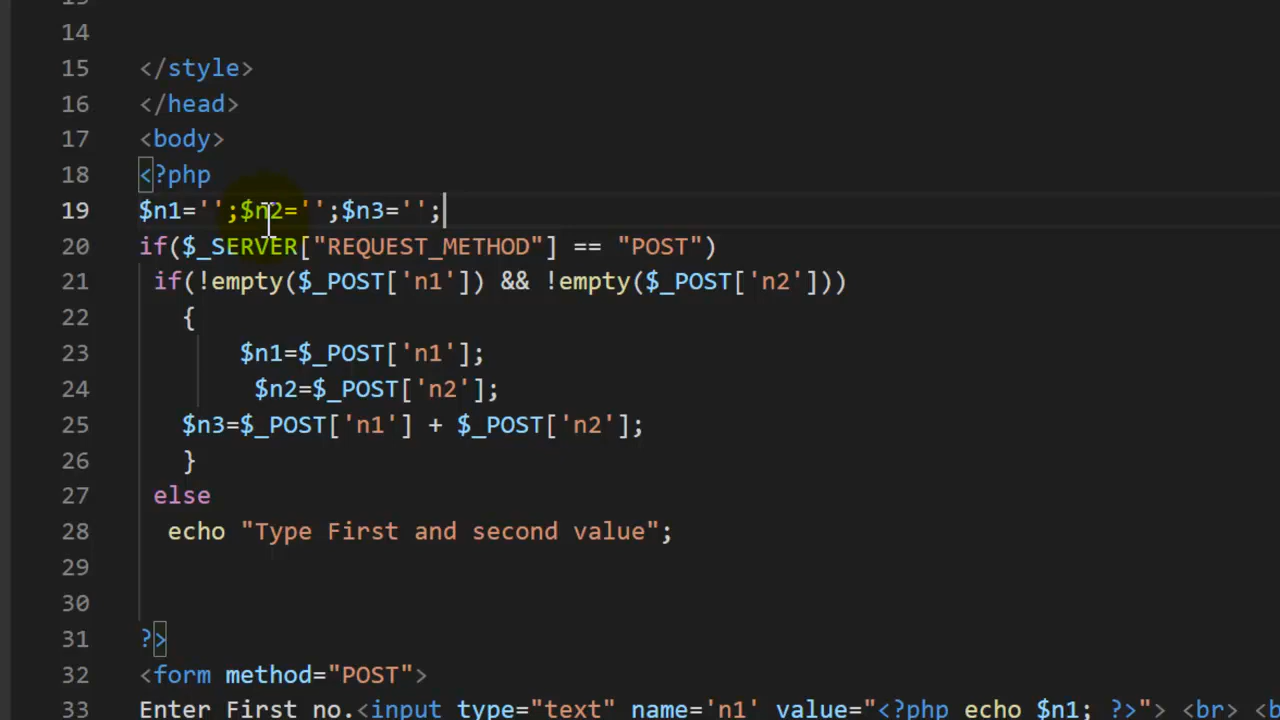 13
14
15 </style>
16 </head>
17 <body>
18 <?php
19 $n1='';$n2='';$n3='';
20 if($_SERVER["REQUEST_METHOD"] == "POST")
21 if(!empty($_POST['n1']) && !empty($_POST['n2']))
22 {
23 $n1=$_POST['n1'];
24 $n2=$_POST['n2'];
25 $n3=$_POST['n1'] + $_POST['n2'];
26 }
27 else
28 echo "Type First and second value";
29
30
31 ?>
32 <form method="POST">
33 Enter First no.<input type="text" name='n1' value="<?php echo $n1; ?>"> <br> <b